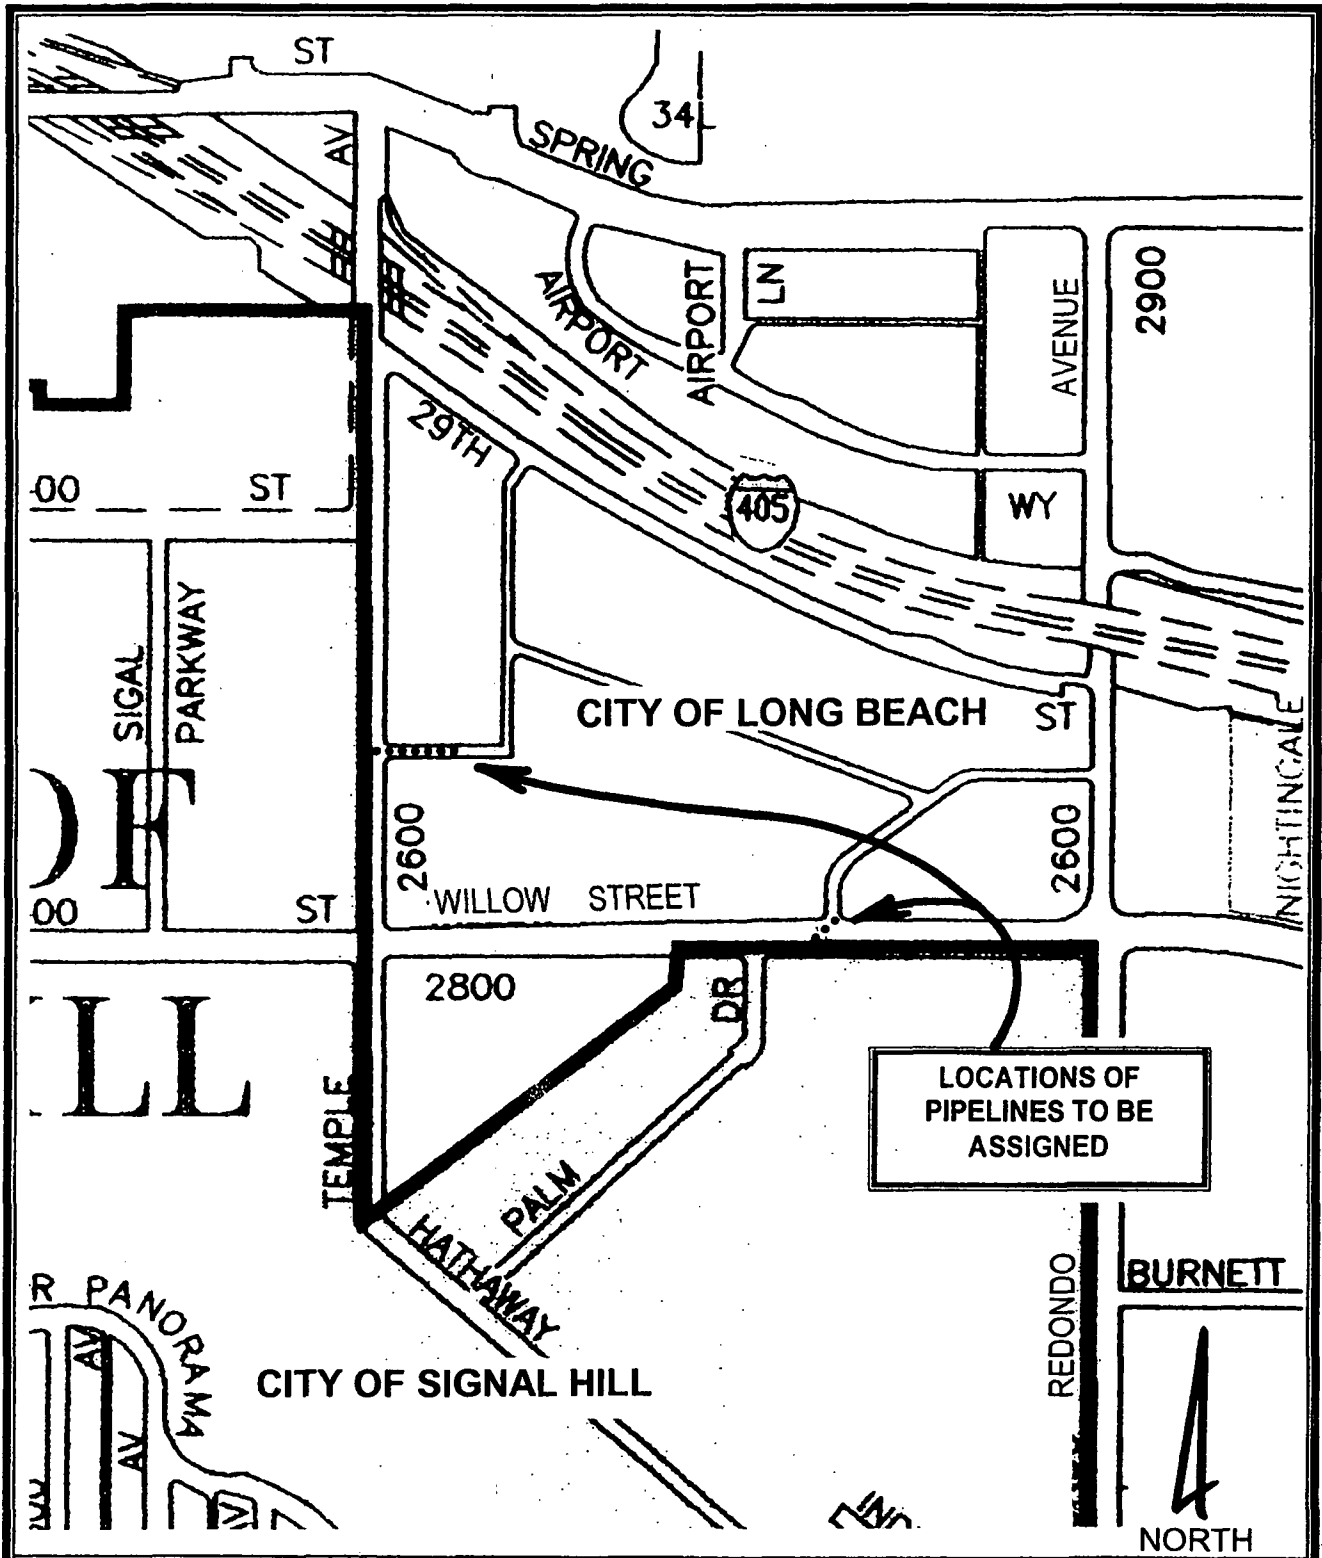 ST
34
AV
SPRING
AIRPORT
AIRPORT
LN
AVENUE
2900
29TH
405
WY
00
ST
SIGAL
PARKWAY
CITY OF LONG BEACH
ST
NIGHTINGALE
OF
2600
2600
WILLOW STREET
00
ST
2800
DR
LL
TEMPLE
LOCATIONS OF
PIPELINES TO BE
ASSIGNED
PALM
HATHAWAY
REDONDO
BURNETT
R PANORAMA
AV
CITY OF SIGNAL HILL
AV
AV
NORTH